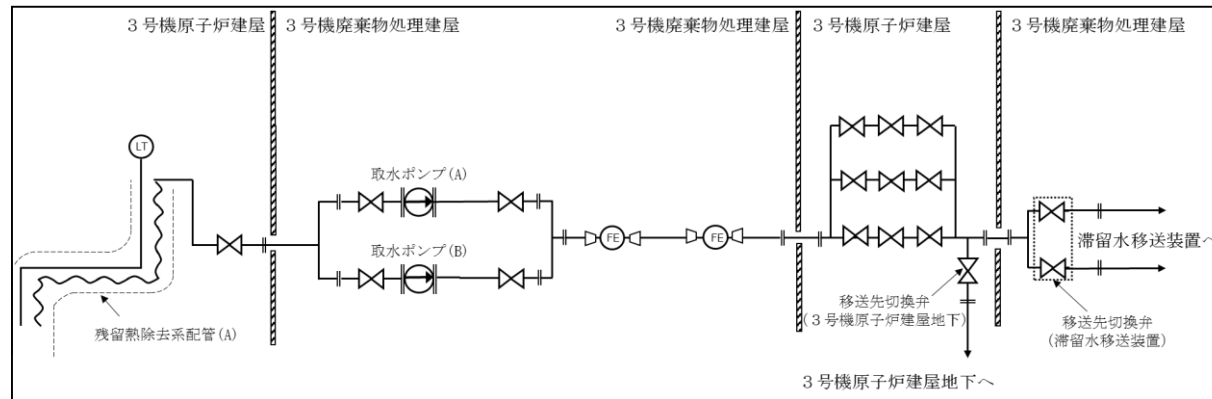 3号機原子炉建屋
3号機廃棄物処理建屋
3号機廃棄物処理建屋
3号機原子炉建屋
3号機廃棄物処理建屋
LT
取水ポンプ(A)
取水ポンプ(B)
FE
FE
残留熱除去系配管(A)
移送先切換弁
(3号機原子炉建屋地下)
3号機原子炉建屋地下へ
滞留水移送装置へ
移送先切換弁
(滞留水移送装置)